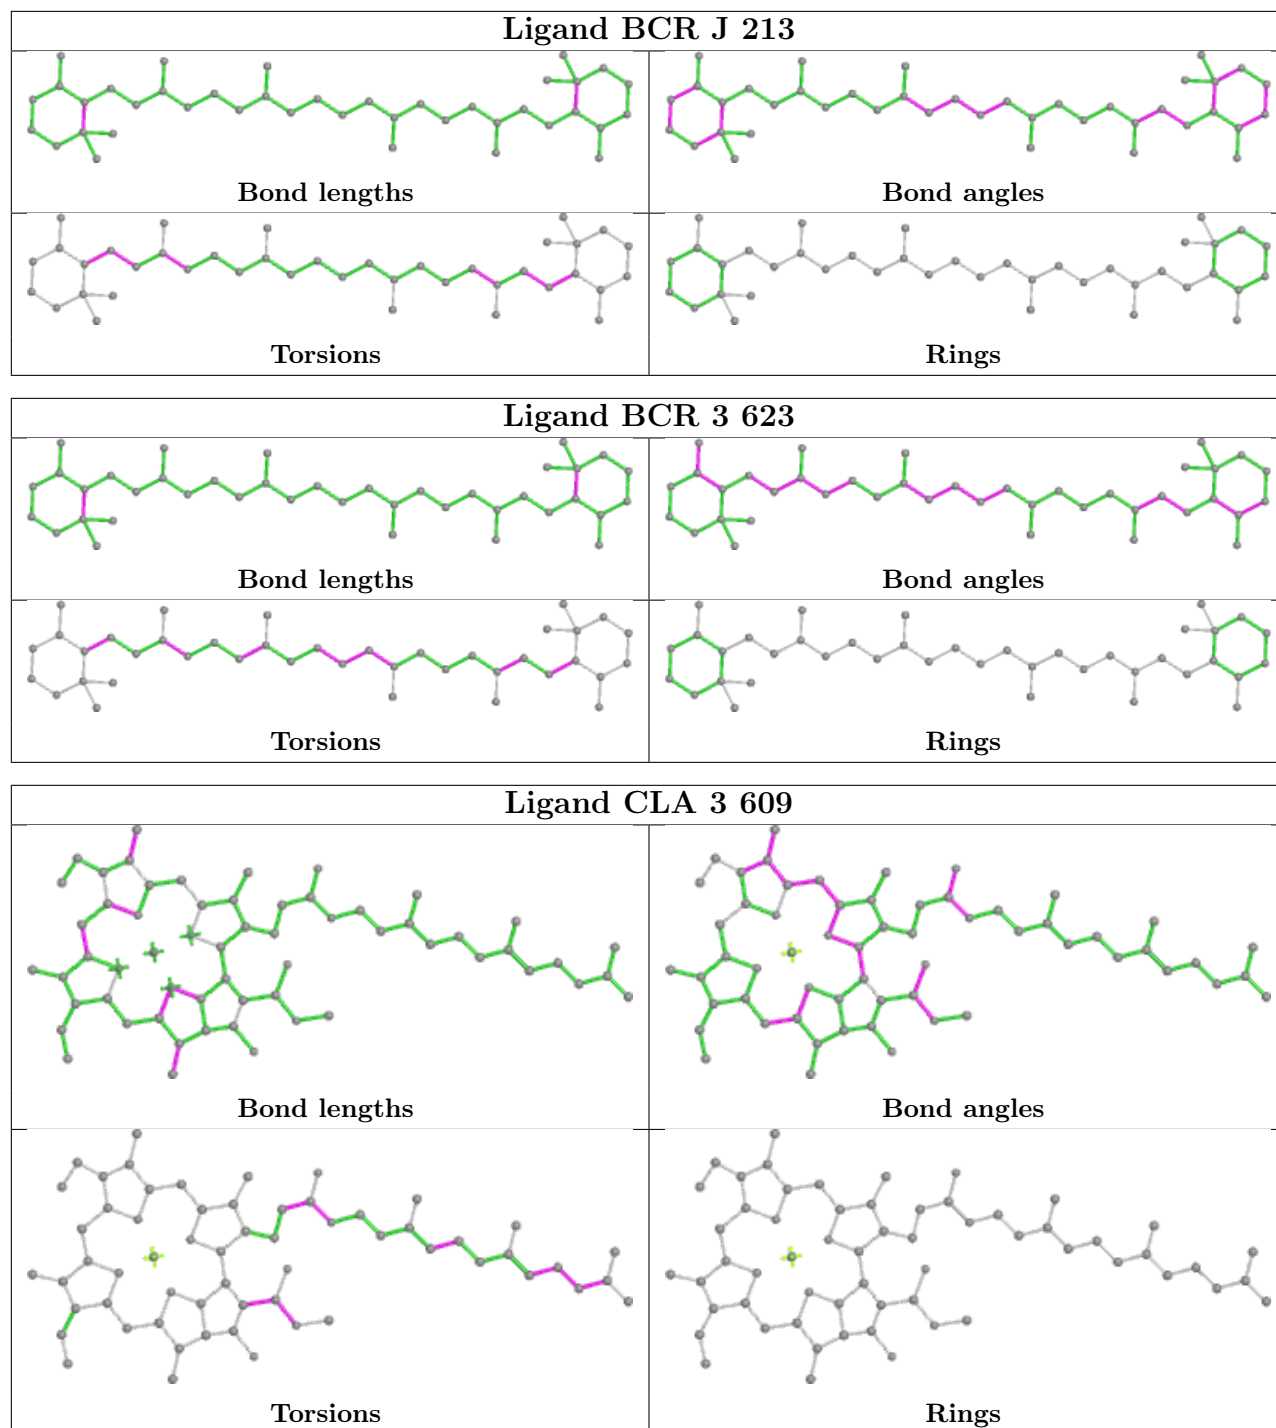 Ligand BCR J 213
Bond lengths
Bond angles
Torsions
Rings
Ligand BCR 3 623
Bond lengths
Bond angles
Torsions
Rings
Ligand CLA 3 609
Bond lengths
Bond angles
Torsions
Rings